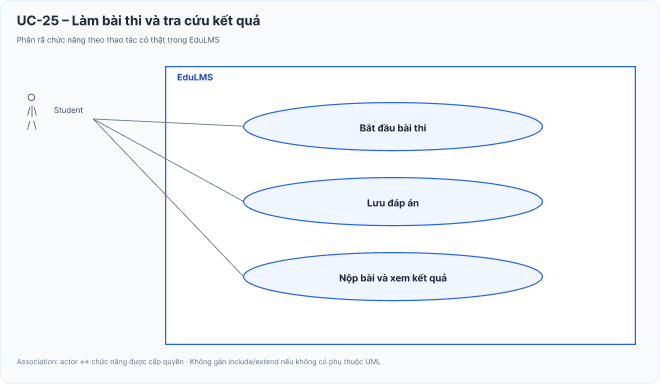 UC-25 – Làm bài thi và tra cứu kết quả
Phân rã chức năng theo thao tác có thật trong EduLMS
EduLMS
Student
Bắt đầu bài thi
Lưu đáp án
Nộp bài và xem kết quả
Association: actor ↔ chức năng được cấp quyền · Không gán include/extend nếu không có phụ thuộc UML